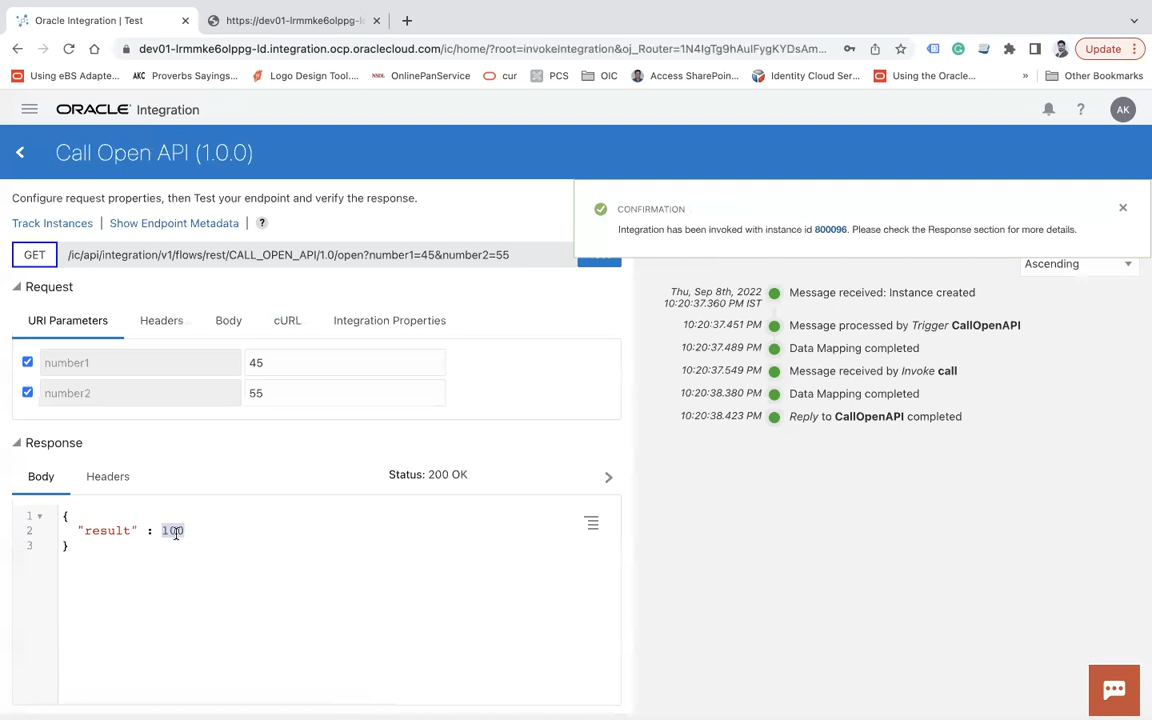 Oracle Integration | Test
https://dev01-lrmmke6olppg-l
dev01-lrmmke6olppg-ld.integration.ocp.oraclecloud.com/ic/home/?root=invokeIntegration&oj_Router=1N4IgTg9hAulFygKYDsAm...
Update
Using eBS Adapte...
AKC Proverbs Sayings...
Logo Design Tool....
OnlinePanService
cur
PCS
OIC
Access SharePoin...
Identity Cloud Ser...
Using the Oracle...
»
Other Bookmarks
ORACLE Integration
?
AK
Call Open API (1.0.0)
Configure request properties, then Test your endpoint and verify the response.
Track Instances | Show Endpoint Metadata | ?
CONFIRMATION
Integration has been invoked with instance id 800096. Please check the Response section for more details.
GET /ic/api/integration/v1/flows/rest/CALL_OPEN_API/1.0/open?number1=45&number2=55
Ascending
Request
URI Parameters Headers Body cURL Integration Properties
number1 45
number2 55
Thu, Sep 8th, 2022
10:20:37.360 PM IST
Message received: Instance created
10:20:37.451 PM Message processed by Trigger CallOpenAPI
10:20:37.489 PM Data Mapping completed
10:20:37.549 PM Message received by Invoke call
10:20:38.380 PM Data Mapping completed
10:20:38.423 PM Reply to CallOpenAPI completed
Response
Body Headers Status: 200 OK
1 {
2 "result" : 100
3 }